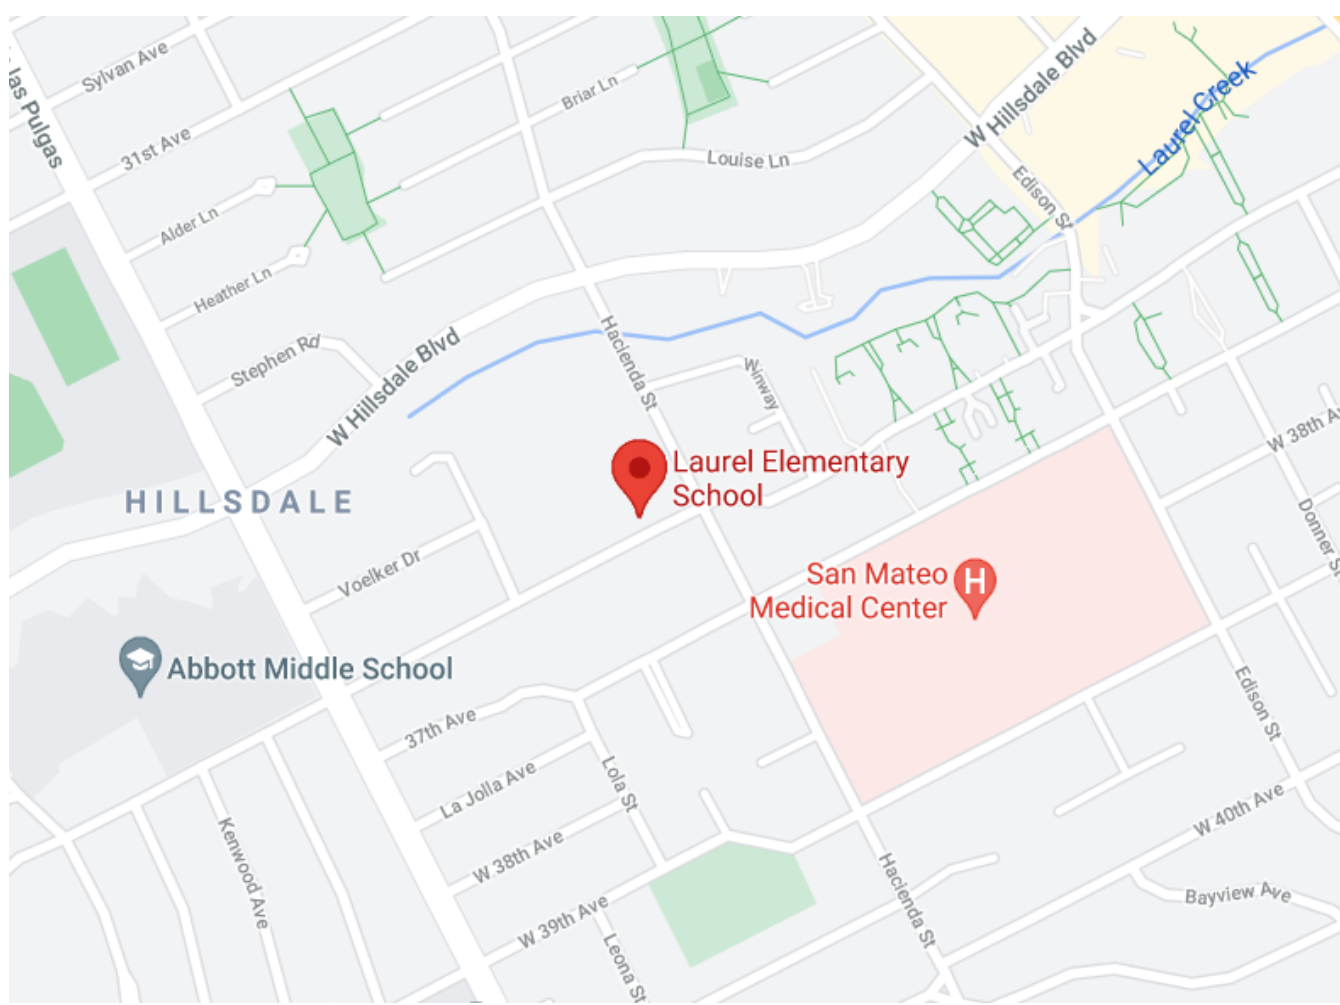 Sylvan Ave
las Pulgas
31st Ave
Briar Ln
W Hillsdale Blvd
Laurel Creek
Louise Ln
Edison St
Alder Ln
Heather Ln
Stephen Rd
W Hillsdale Blvd
Hacienda St
Winway
W 38th A
Laurel Elementary
School
HILLSDALE
Donner St
Voelker Dr
San Mateo
Medical Center
H
Abbott Middle School
Edison St
37th Ave
La Jolla Ave
Lola St
W 40th Ave
Kenwood Ave
W 38th Ave
Hacienda St
Bayview Ave
W 39th Ave
Leona St